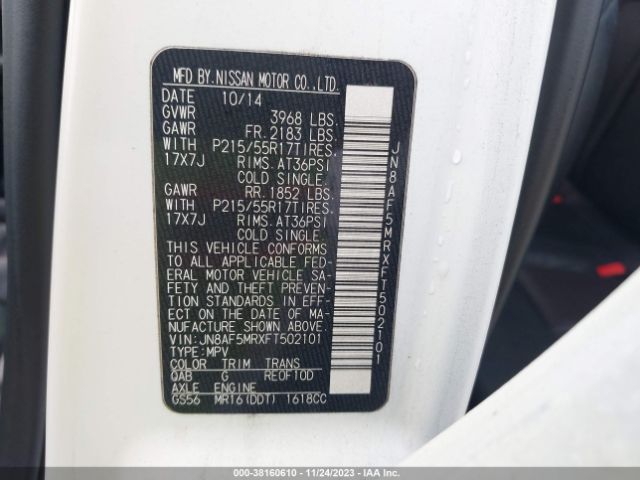 MFD BY.NISSAN MOTOR CO.,LTD.
DATE 10/14
GVWR 3968 LBS.
GAWR FR.2183 LBS.
WITH P215/55R17TIRES.
17X7J RIMS.AT36PSI
COLD SINGLE.
GAWR RR.1852 LBS.
WITH P215/55R17TIRES.
17X7J RIMS.AT36PSI
COLD SINGLE.
THIS VEHICLE CONFORMS
TO ALL APPLICABLE FED-
ERAL MOTOR VEHICLE SA-
FETY AND THEFT PREVEN-
TION STANDARDS IN EFF-
ECT ON THE DATE OF MA-
NUFACTURE SHOWN ABOVE.
VIN:JN8AF5MRXFT502101
TYPE:MPV
COLOR TRIM TRANS
QAB G RE0F10D
AXLE ENGINE
GS56 MR16(DDT) 1618CC
JN8AF5MRXFT502101
000-38160610 - 11/24/2023 - IAA Inc.